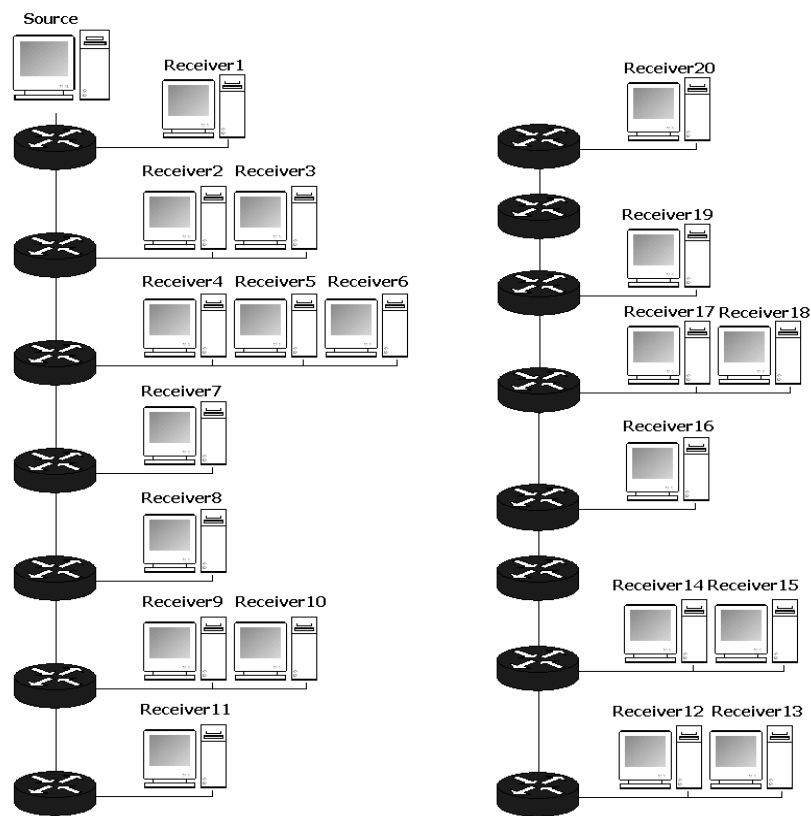 Source
Receiver1
Receiver20
Receiver2 Receiver3
Receiver19
Receiver4 Receiver5 Receiver6
Receiver17 Receiver18
Receiver7
Receiver16
Receiver8
Receiver9 Receiver10
Receiver14 Receiver15
Receiver11
Receiver12 Receiver13